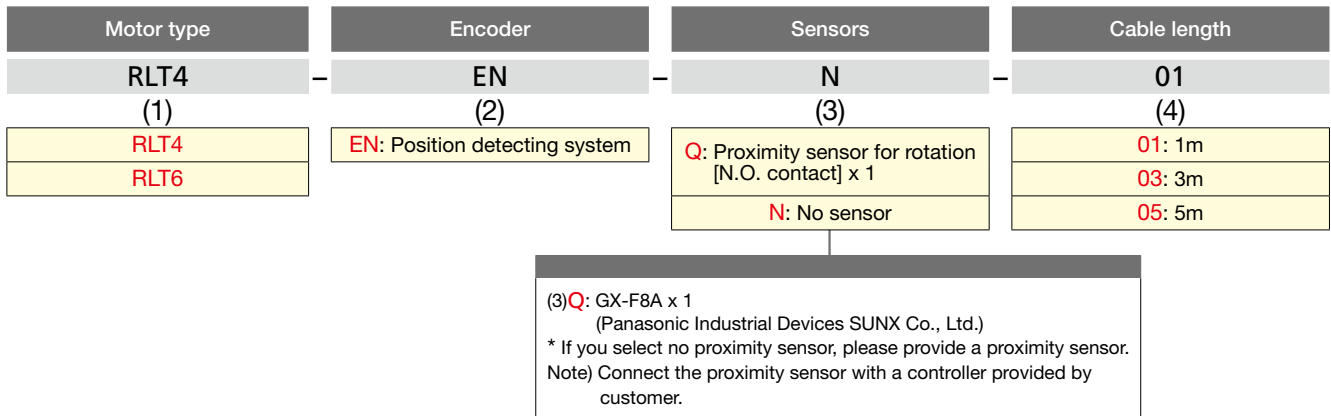 Motor type Encoder Sensors Cable length
RLT4 – EN – N – 01
(1) (2) (3) (4)
RLT4
RLT6
EN: Position detecting system
Q: Proximity sensor for rotation
[N.O. contact] x 1
N: No sensor
01: 1m
03: 3m
05: 5m
(3)Q: GX-F8A x 1
(Panasonic Industrial Devices SUNX Co., Ltd.)
* If you select no proximity sensor, please provide a proximity sensor.
Note) Connect the proximity sensor with a controller provided by
customer.